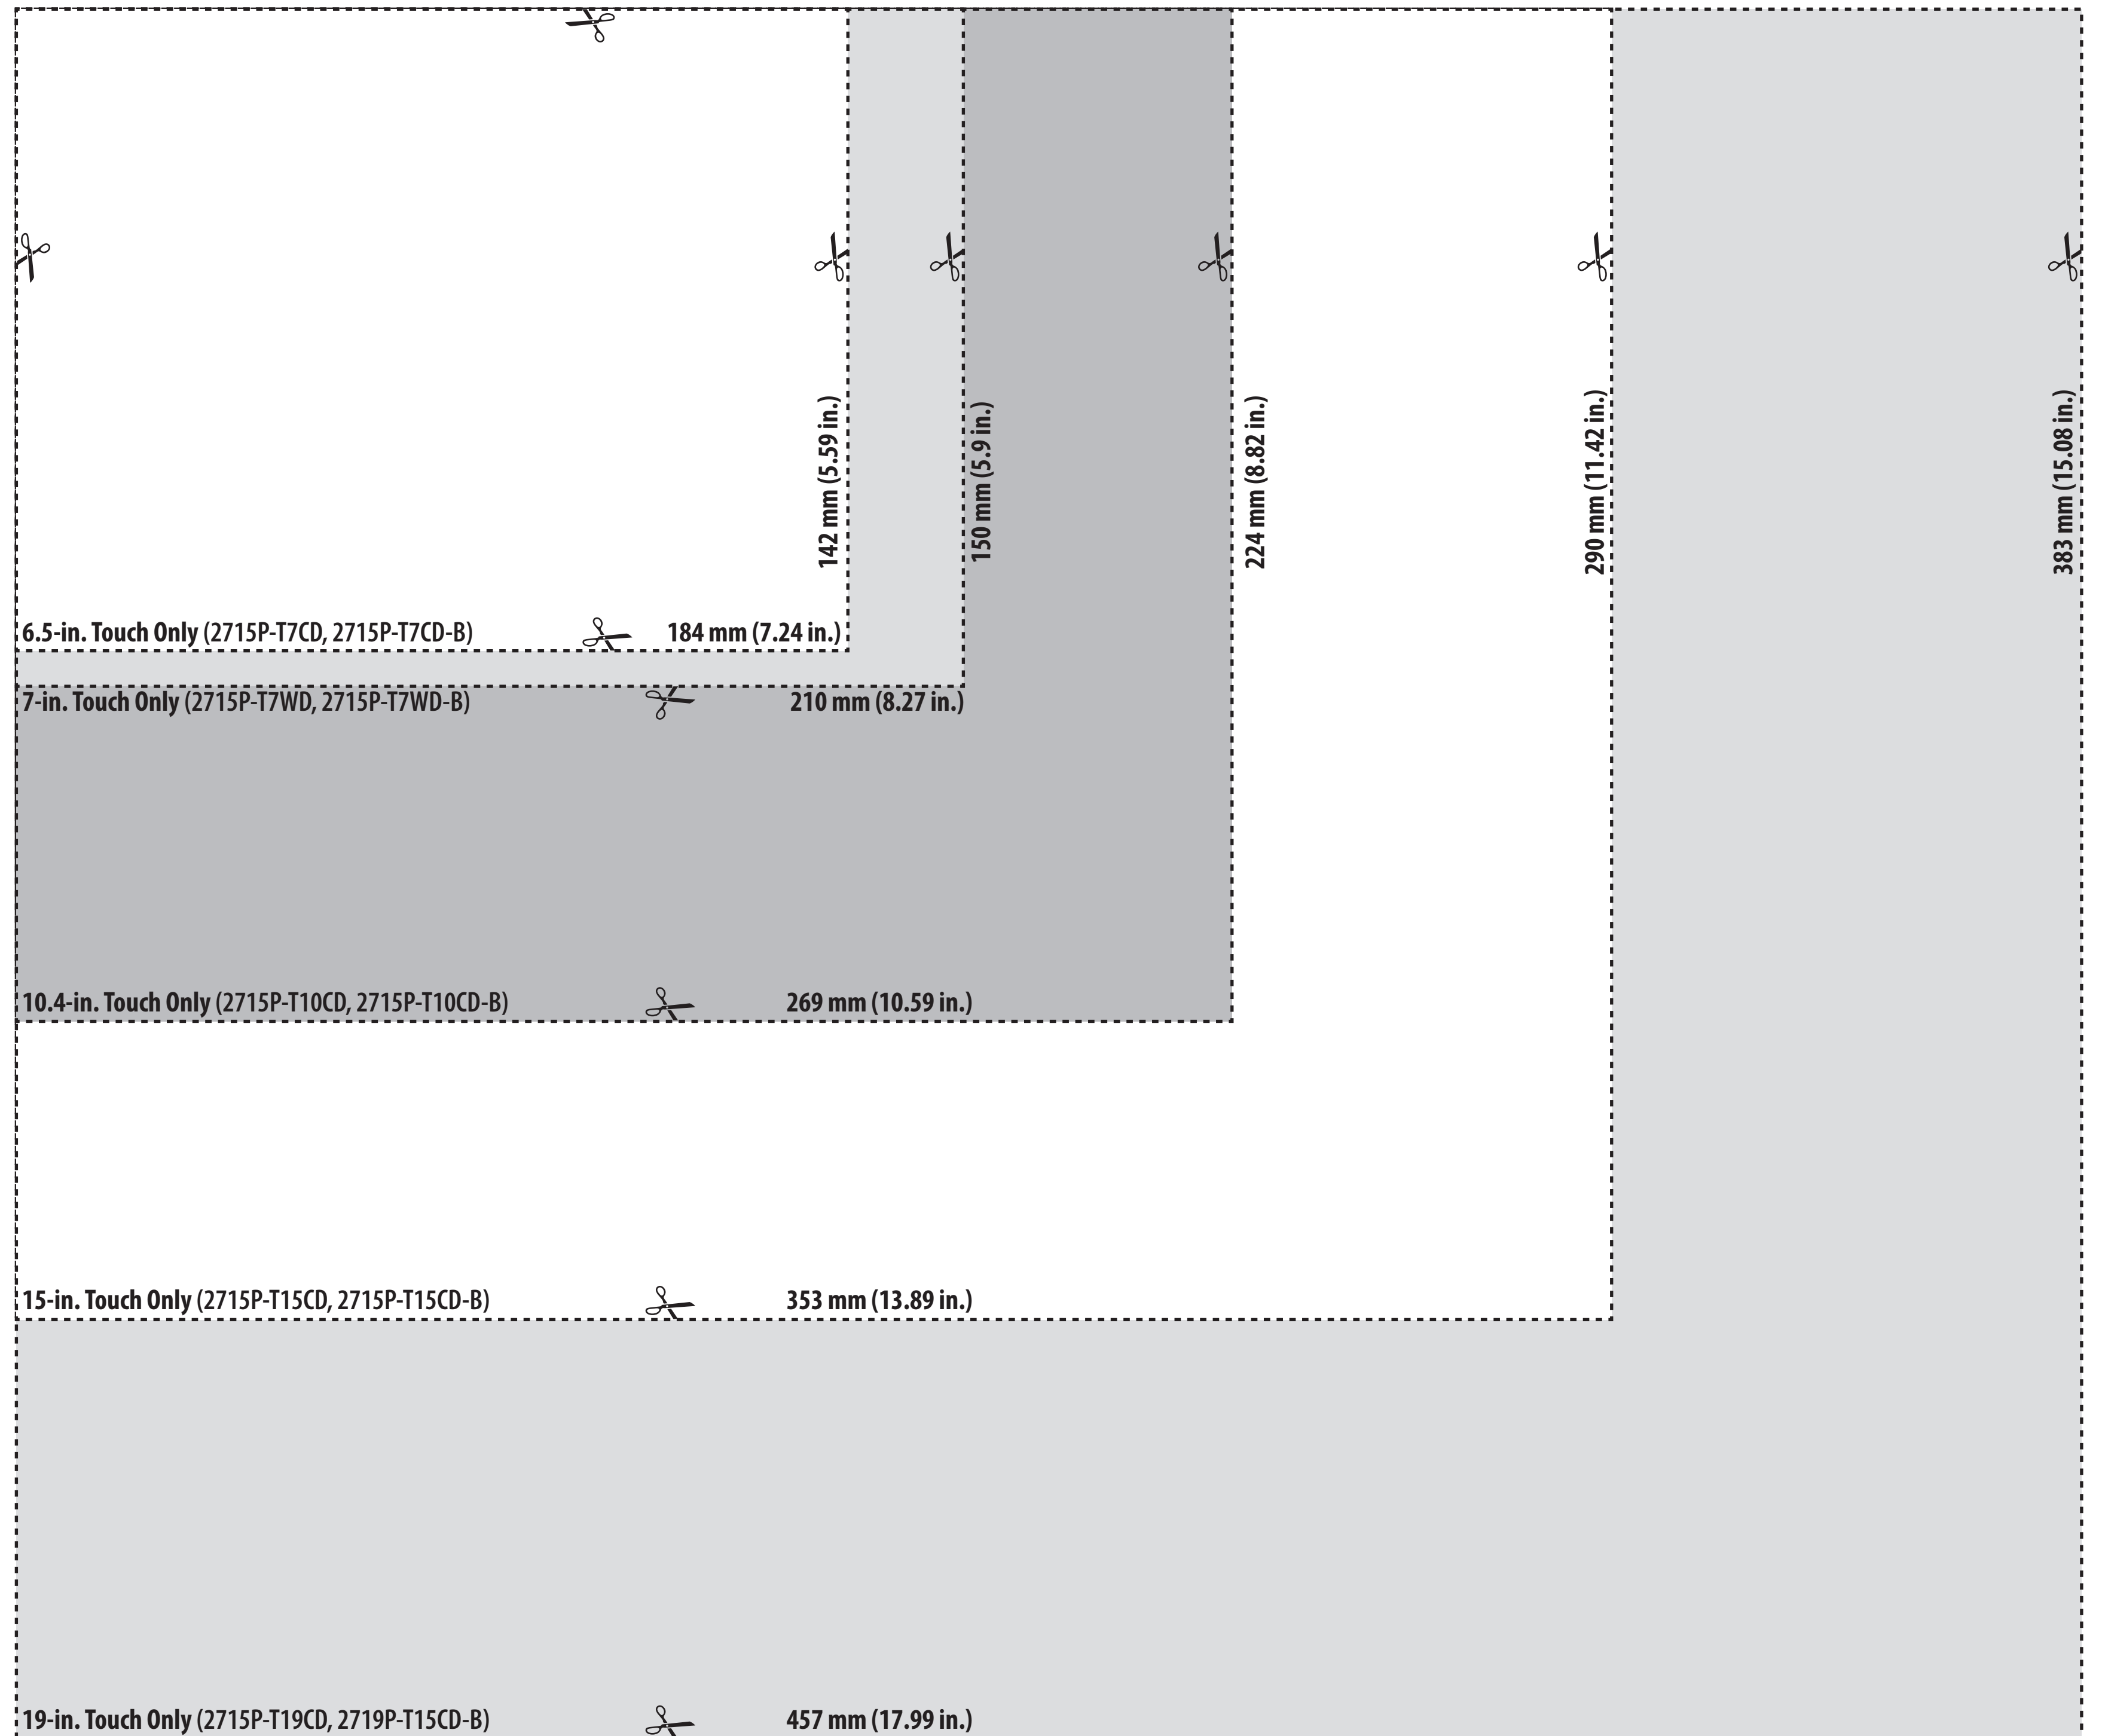 142 mm (5.59 in.)
150 mm (5.9 in.)
224 mm (8.82 in.)
290 mm (11.42 in.)
383 mm (15.08 in.)
6.5-in. Touch Only (2715P-T7CD, 2715P-T7CD-B) 184 mm (7.24 in.)
7-in. Touch Only (2715P-T7WD, 2715P-T7WD-B) 210 mm (8.27 in.)
10.4-in. Touch Only (2715P-T10CD, 2715P-T10CD-B) 269 mm (10.59 in.)
15-in. Touch Only (2715P-T15CD, 2715P-T15CD-B) 353 mm (13.89 in.)
19-in. Touch Only (2715P-T19CD, 2719P-T15CD-B) 457 mm (17.99 in.)